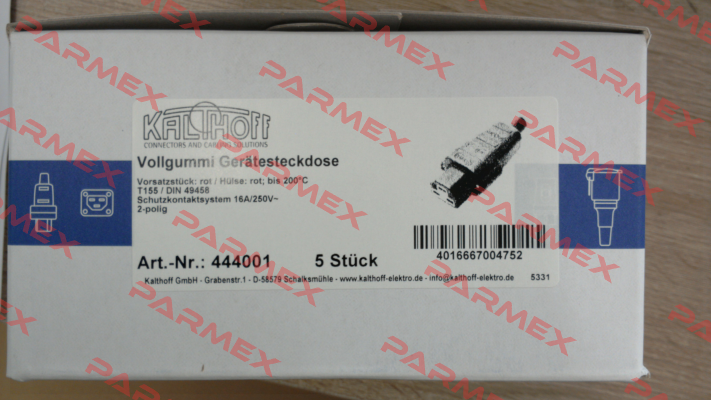 KALTHOFF
CONNECTORS AND CABLING SOLUTIONS
Vollgummi Gerätesteckdose
Vorsatzstück: rot / Hülse: rot; bis 200°C
T155 / DIN 49458
Schutzkontaktsystem 16A/250V~
2-polig
4016667004752
Art.-Nr.: 444001 5 Stück
Kalthoff GmbH - Grabenstr.1 - D-58579 Schalksmühle - www.kalthoff-elektro.de - info@kalthoff-elektro.de 5331
PARMEX
PARMEX
PARMEX
PARMEX
PARMEX
PARMEX
PARMEX
PARMEX
PARMEX